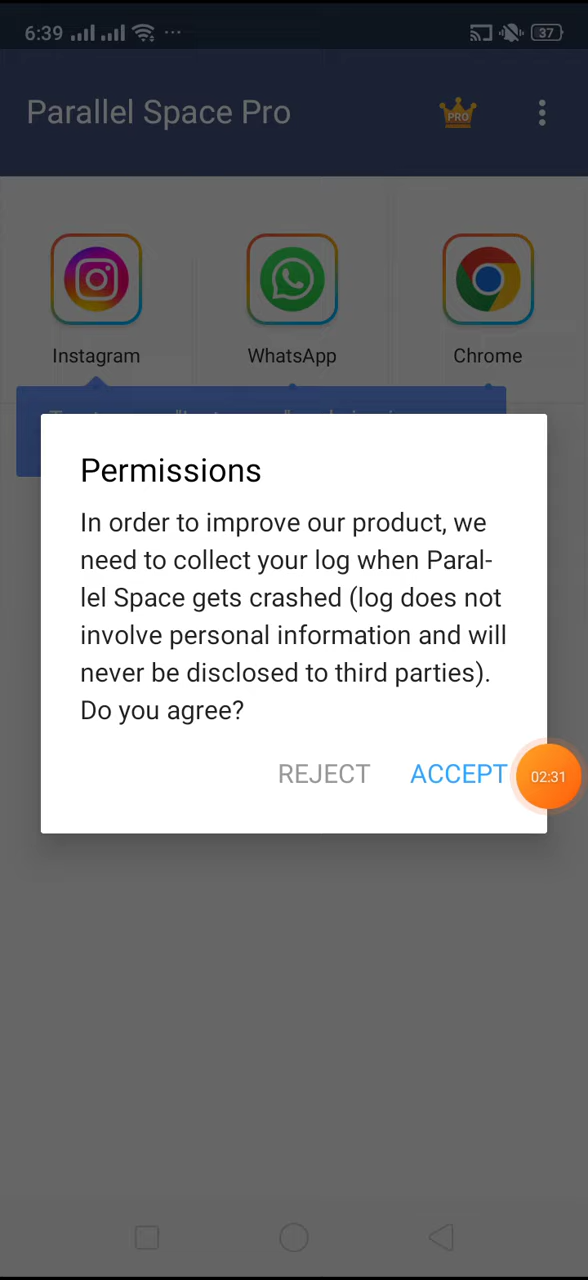 6:39
37
Parallel Space Pro
PRO
Instagram
WhatsApp
Chrome
Permissions
In order to improve our product, we
need to collect your log when Paral-
lel Space gets crashed (log does not
involve personal information and will
never be disclosed to third parties).
Do you agree?
REJECT
ACCEPT
02:31